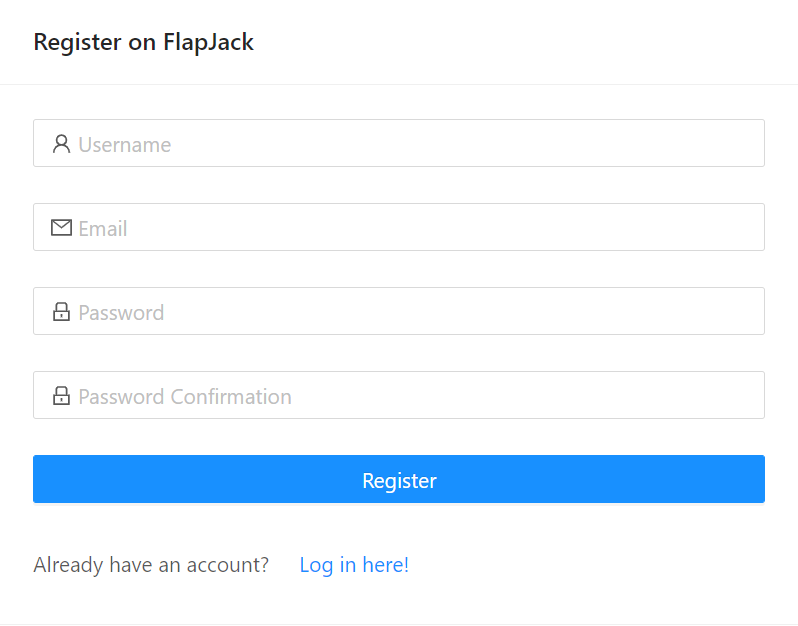 Register on FlapJack
Username
Email
Password
Password Confirmation
Register
Already have an account? Log in here!